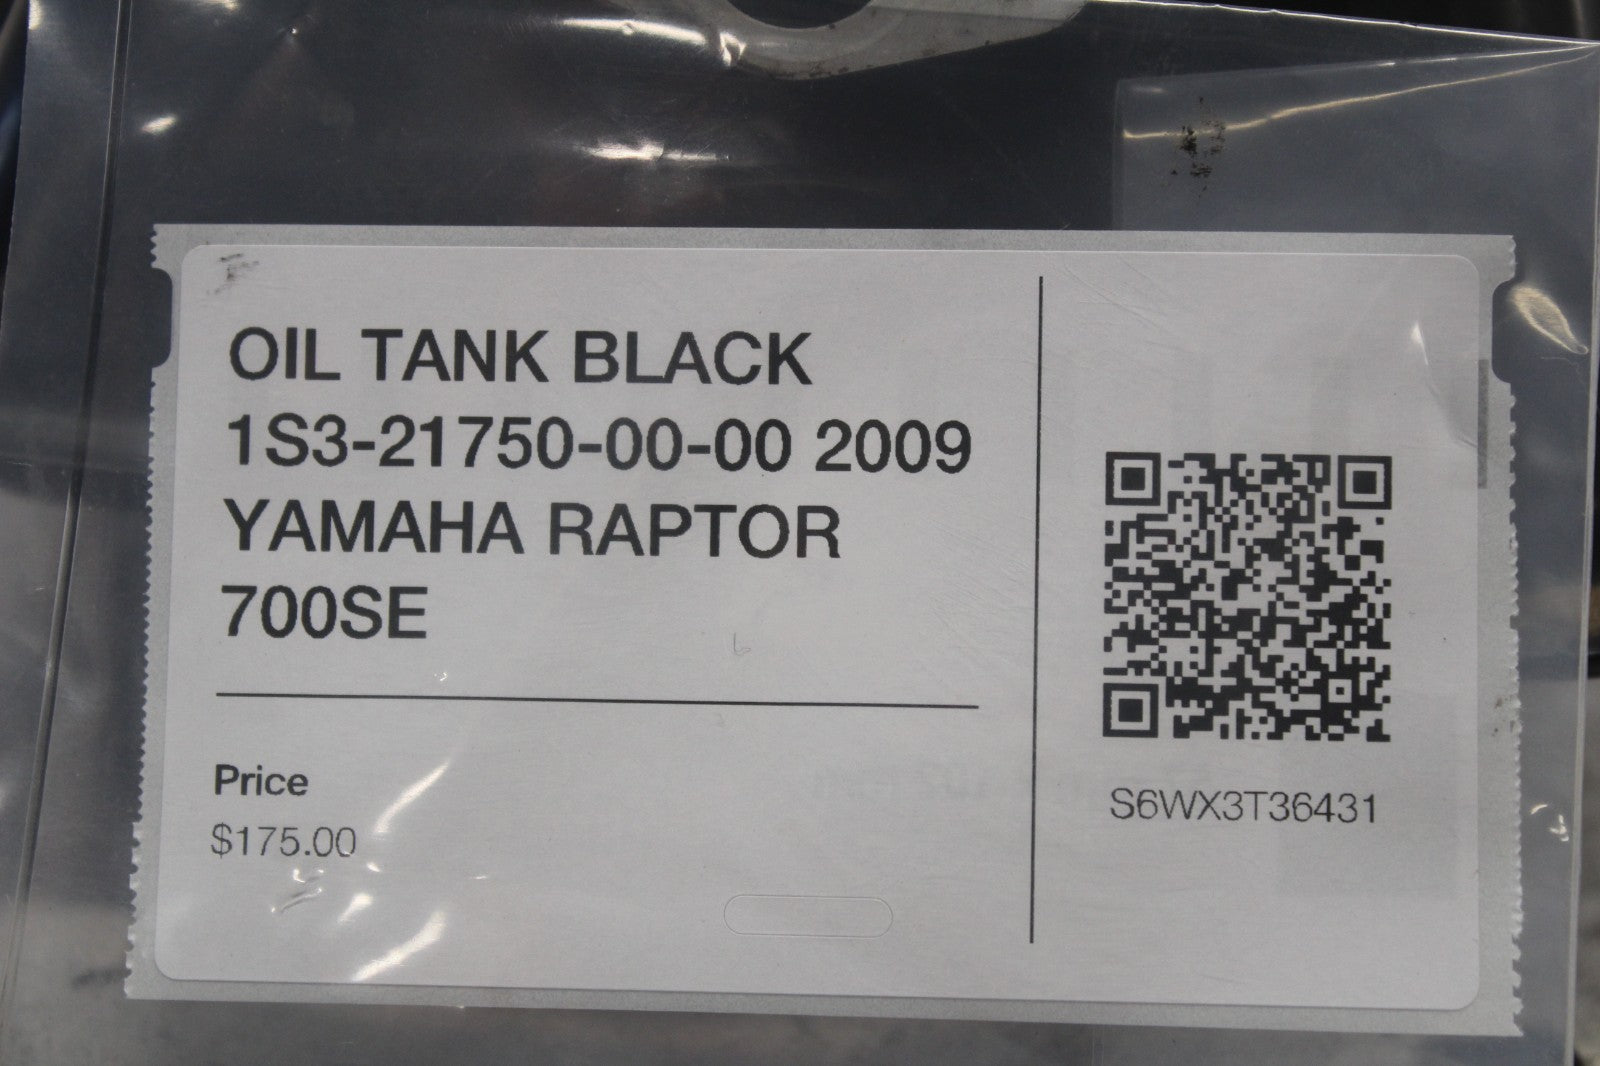 OIL TANK BLACK
1S3-21750-00-00 2009
YAMAHA RAPTOR
700SE
Price
$175.00
S6WX3T36431